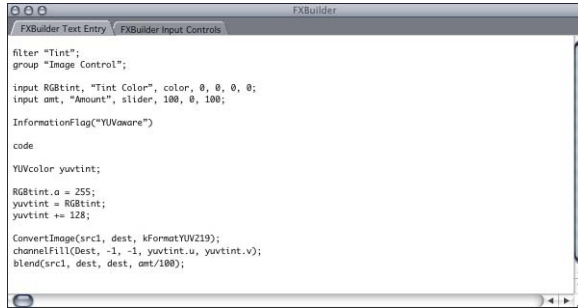 FXBuilder
FXBuilder Text Entry
FXBuilder Input Controls
filter “Tint”;
group “Image Control”;
input RGBtint, “Tint Color”, color, 0, 0, 0, 0;
input amt, “Amount”, slider, 100, 0, 100;
InformationFlag(“YUVaware”)
code
YUVcolor yuvtint;
RGBtint.a = 255;
yuvtint = RGBtint;
yuvtint += 128;
ConvertImage(src1, dest, kFormatYUV219);
channelFill(Dest, -1, -1, yuvtint.u, yuvtint.v);
blend(src1, dest, dest, amt/100);